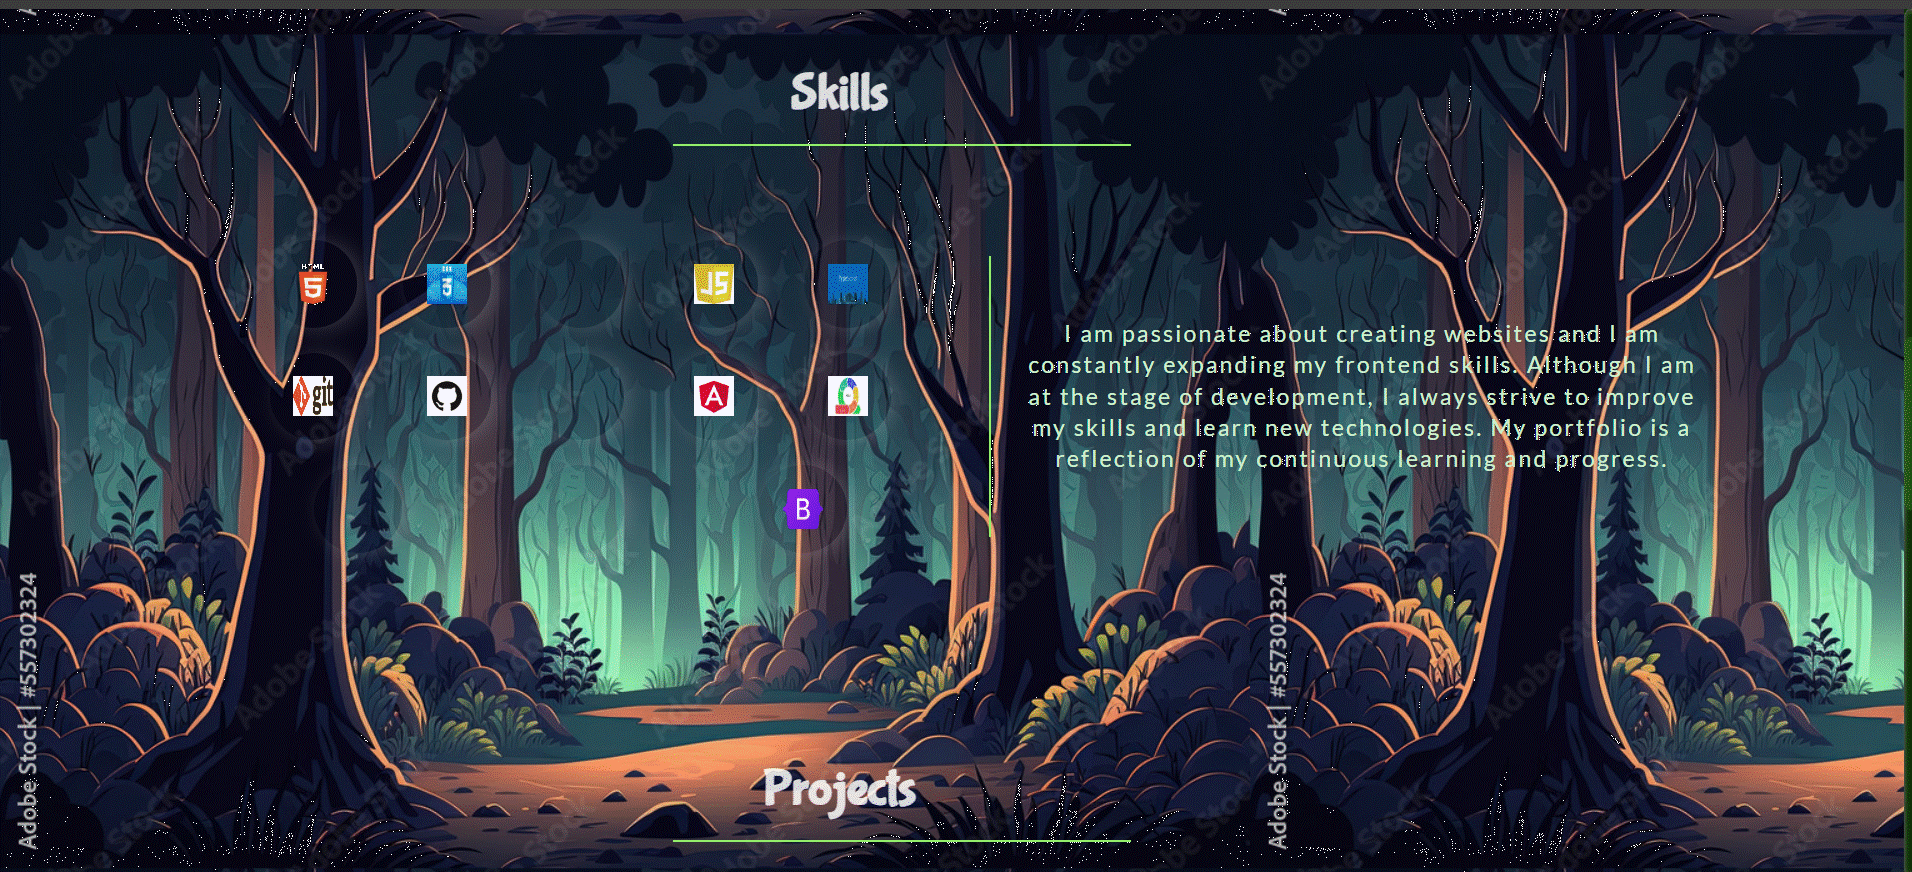 Skills
HTML
5
3
JS
git
A
B
I am passionate about creating websites and I am
constantly expanding my frontend skills. Although I am
at the stage of development, I always strive to improve
my skills and learn new technologies. My portfolio is a
reflection of my continuous learning and progress.
Projects
Adobe Stock | #557302324
Adobe Stock | #557302324
Adobe Stock